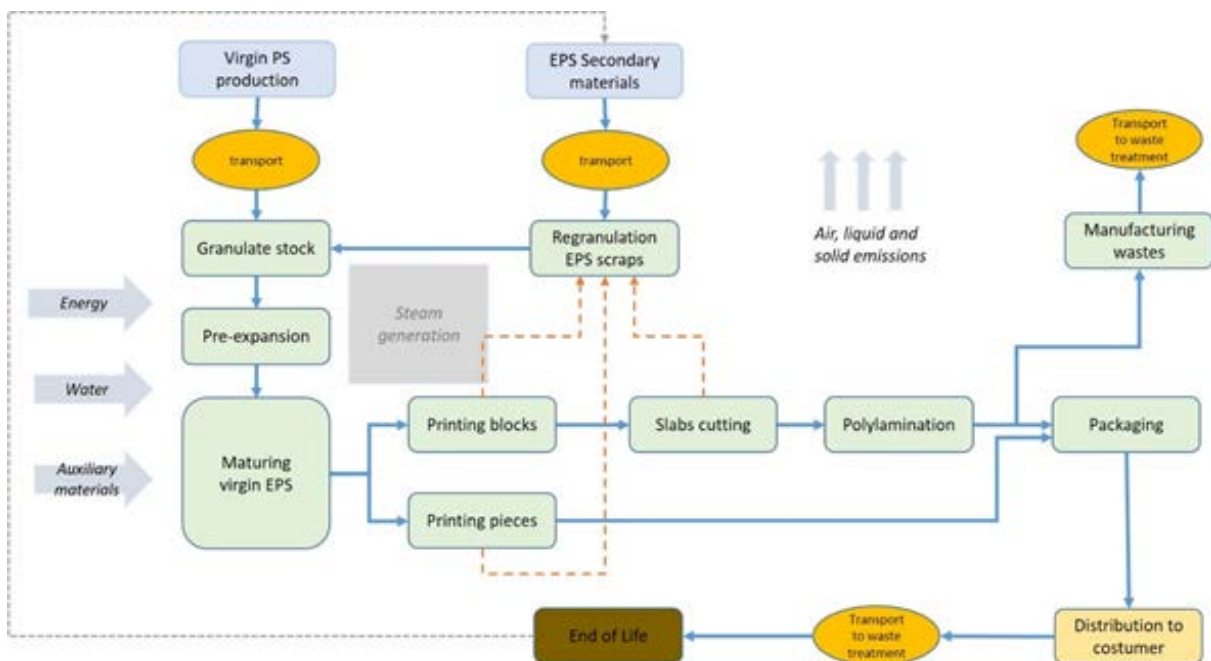 Virgin PS
production
EPS Secondary
materials
transport
transport
Transport
to waste
treatment
Granulate stock
Regranulation
EPS scraps
Air, liquid and
solid emissions
Manufacturing
wastes
Energy
Steam
generation
Pre-expansion
Water
Printing blocks
Slabs cutting
Polylamination
Packaging
Auxiliary
materials
Maturing
virgin EPS
Printing pieces
End of Life
Transport
to waste
treatment
Distribution to
costumer